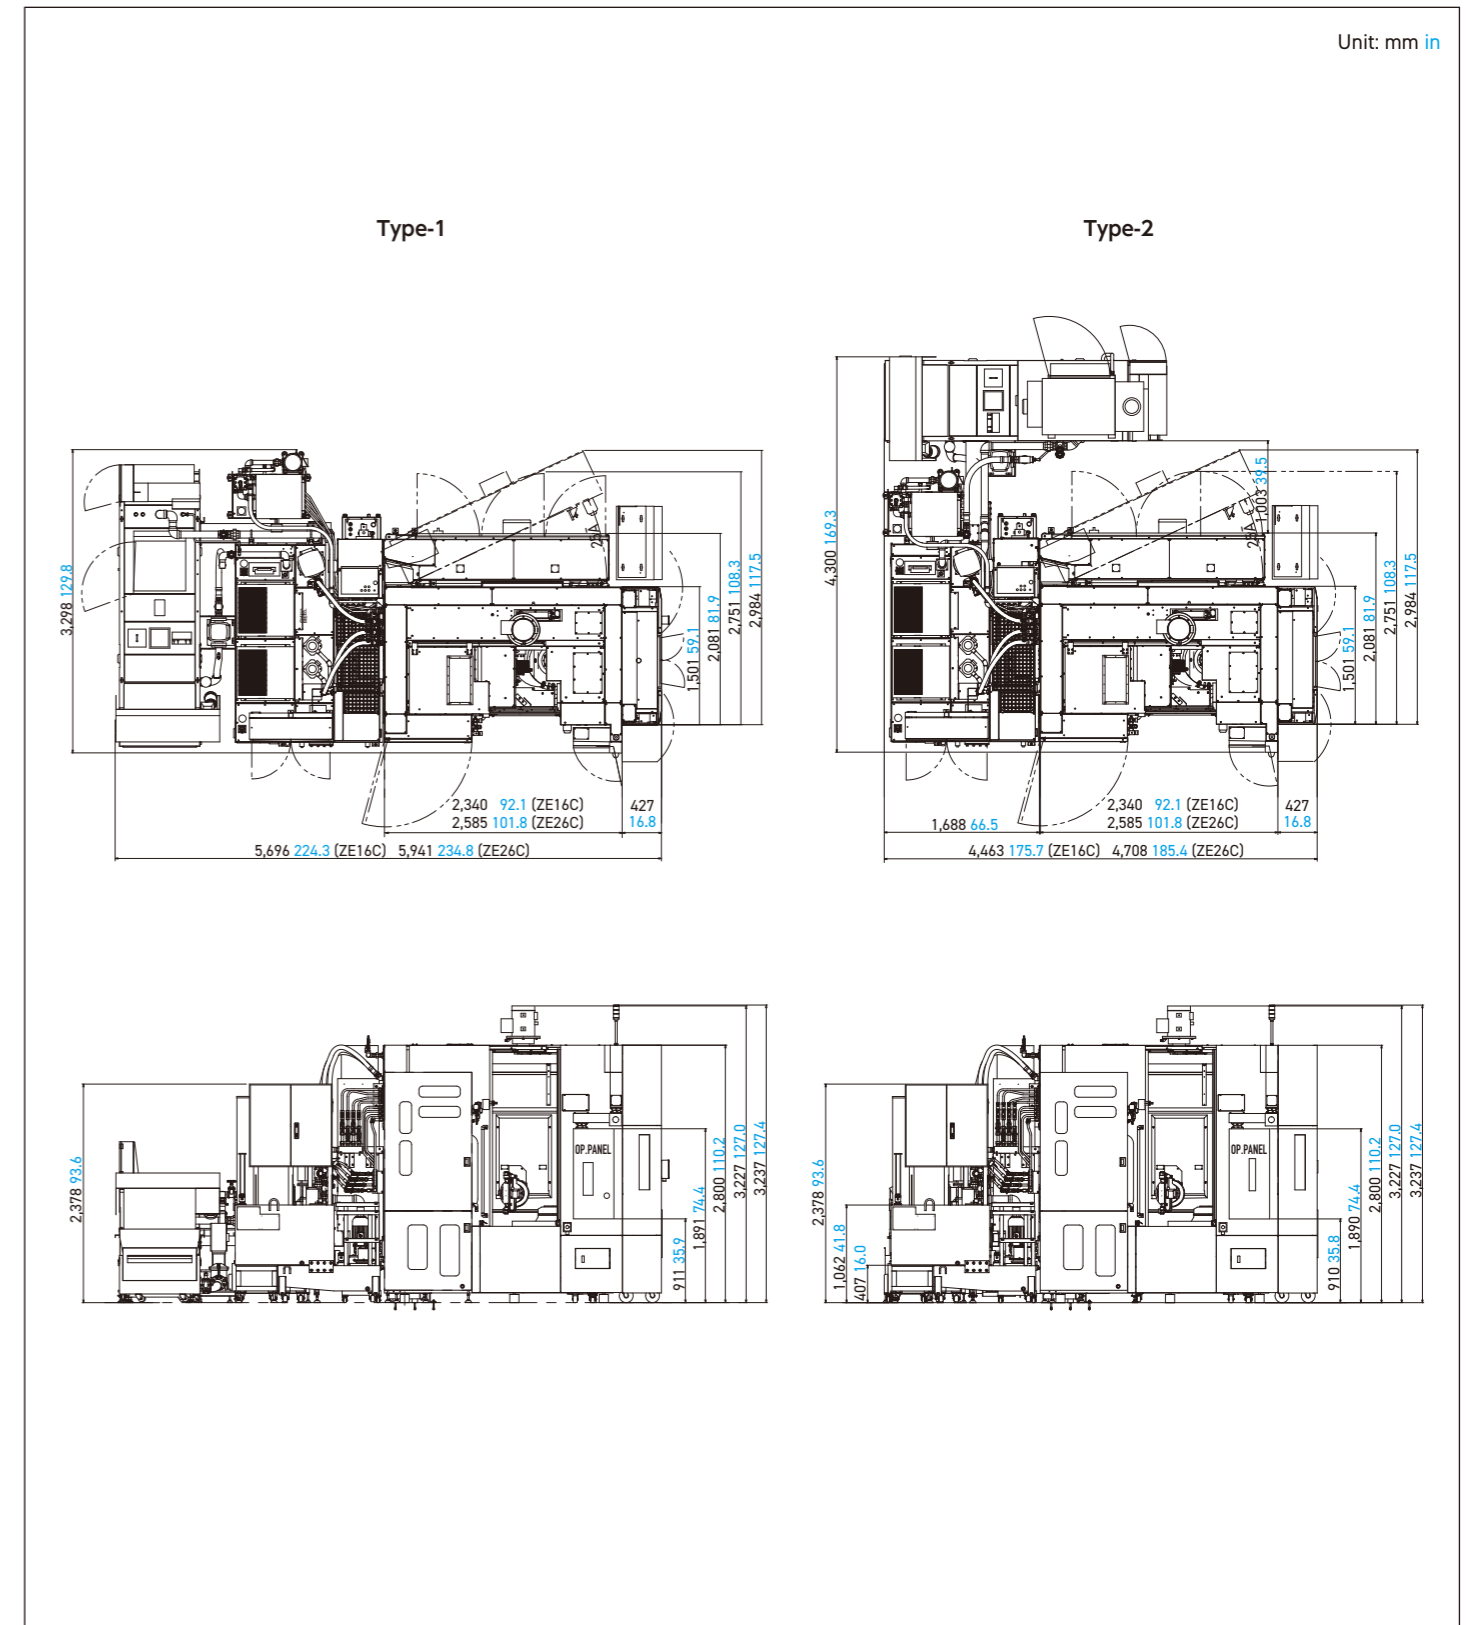 Unit: mm in
Type-1
Type-2
3,298 129.8
1,501 59.1
2,081 81.9
2,751 108.3
2,984 117.5
2,340 92.1 (ZE16C)
2,585 101.8 (ZE26C)
427
16.8
5,696 224.3 (ZE16C) 5,941 234.8 (ZE26C)
4,300 169.3
1,003 39.5
1,501 59.1
2,081 81.9
2,751 108.3
2,984 117.5
1,688 66.5
2,340 92.1 (ZE16C)
2,585 101.8 (ZE26C)
427
16.8
4,463 175.7 (ZE16C) 4,708 185.4 (ZE26C)
2,378 93.6
OP.PANEL
911 35.9
1,891 74.4
2,800 110.2
3,227 127.0
3,237 127.4
2,378 93.6
1,062 41.8
407 16.0
OP.PANEL
910 35.8
1,890 74.4
2,800 110.2
3,227 127.0
3,237 127.4